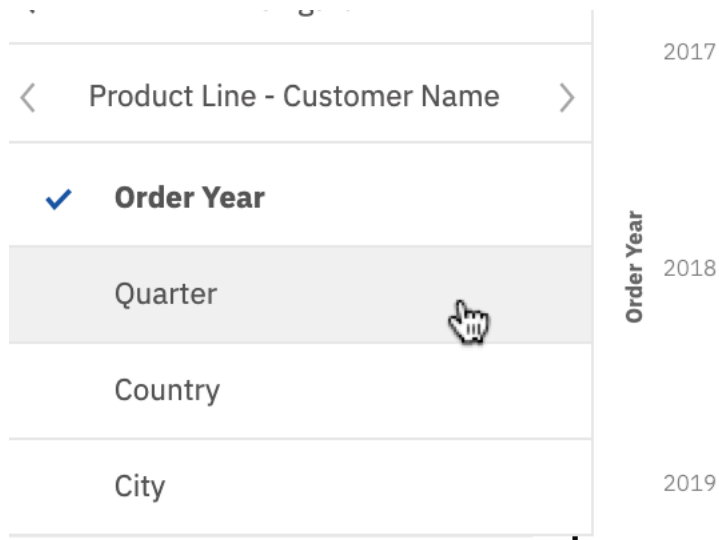 Product Line - Customer Name
Order Year
Quarter
Country
City
Order Year
2017
2018
2019